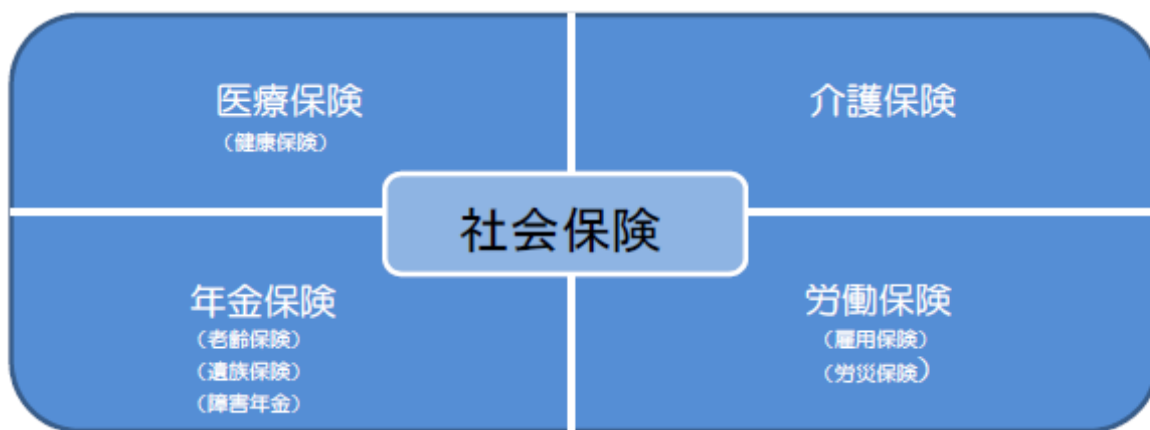 医療保険
（健康保険）
介護保険
社会保険
年金保険
（老齢保険）
（遺族保険）
（障害年金）
労働保険
（雇用保険）
（労災保険）